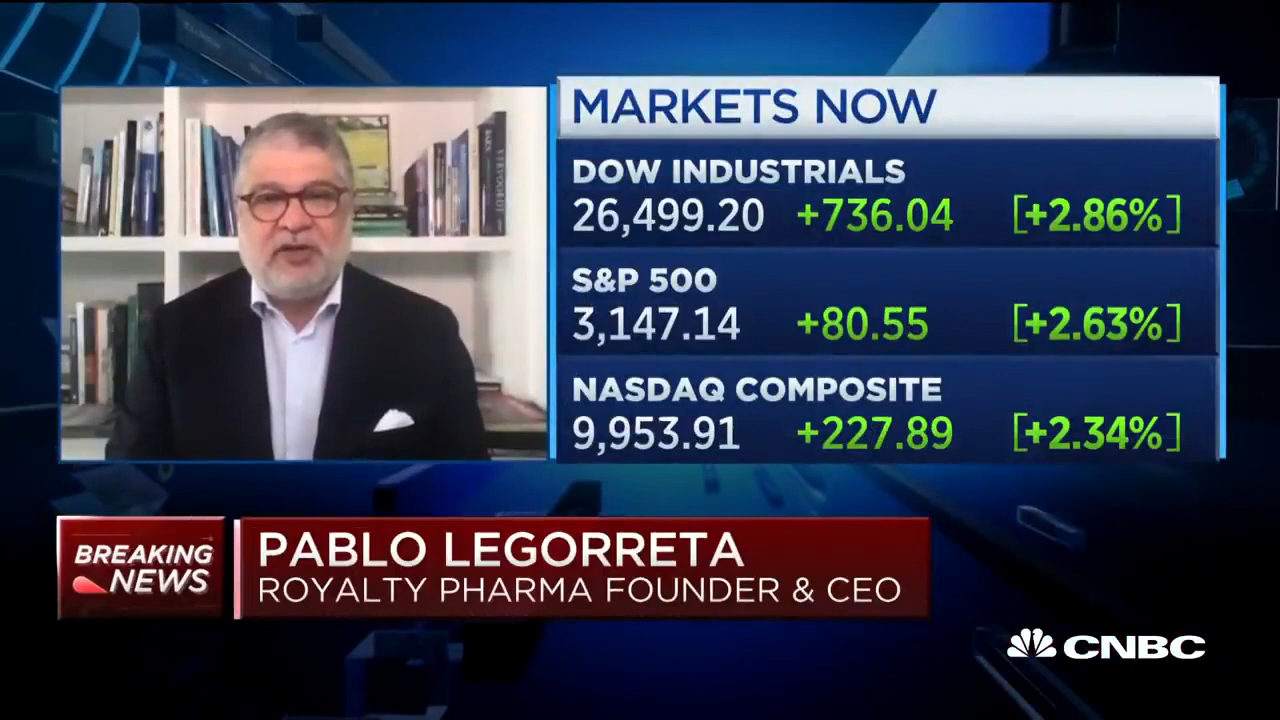 MARKETS NOW
DOW INDUSTRIALS
26,499.20 +736.04 [+2.86%]
S&P 500
3,147.14 +80.55 [+2.63%]
NASDAQ COMPOSITE
9,953.91 +227.89 [+2.34%]
BREAKING
NEWS
PABLO LEGORRETA
ROYALTY PHARMA FOUNDER & CEO
CNBC